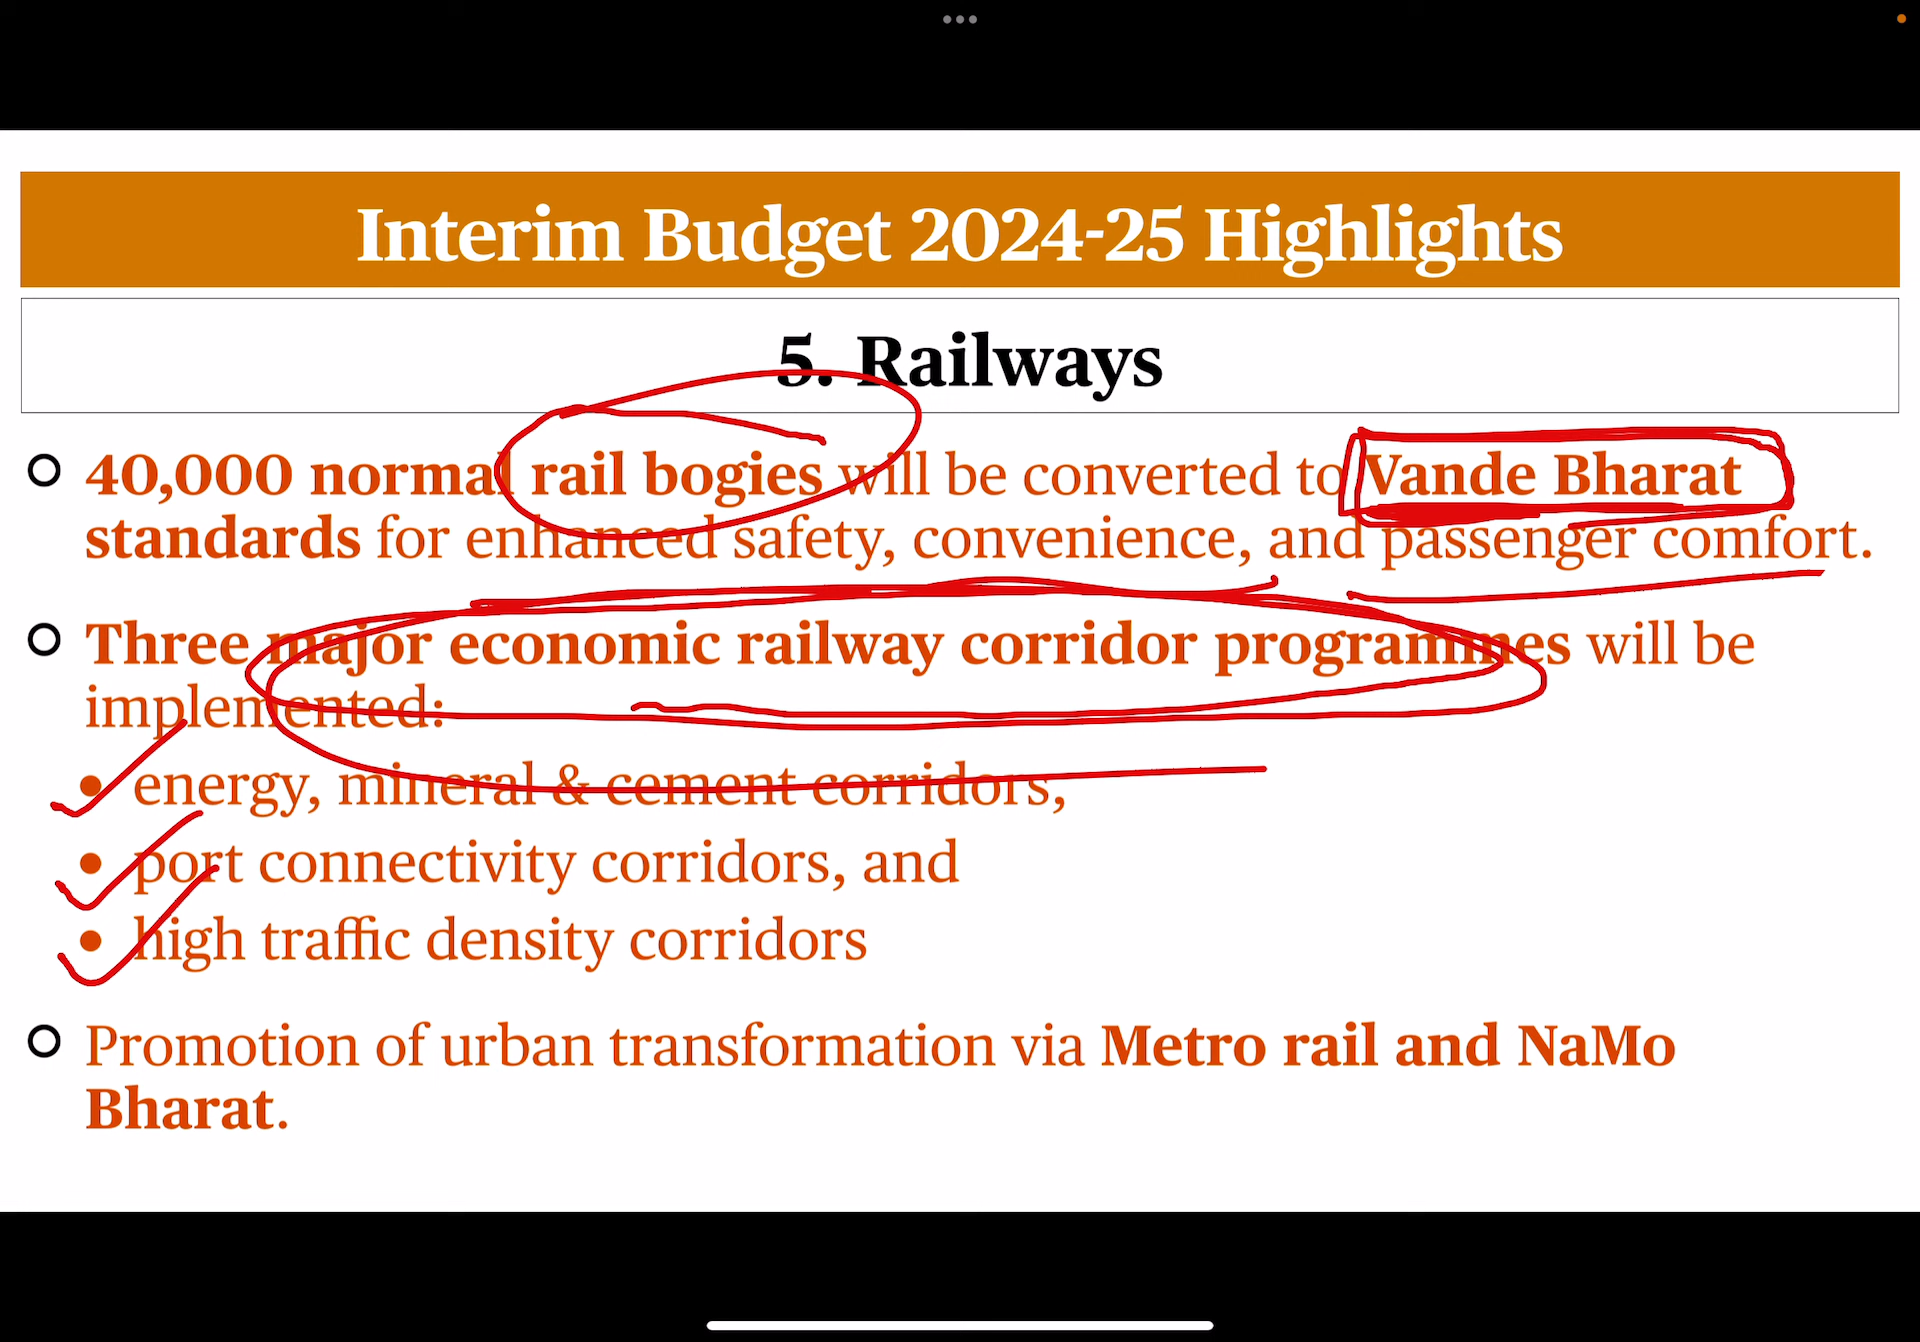 Interim Budget 2024-25 Highlights
5. Railways
40,000 normal rail bogies will be converted to Vande Bharat
standards for enhanced safety, convenience, and passenger comfort.
Three major economic railway corridor programmes will be
implemented:
energy, mineral & cement corridors,
port connectivity corridors, and
high traffic density corridors
Promotion of urban transformation via Metro rail and NaMo
Bharat.